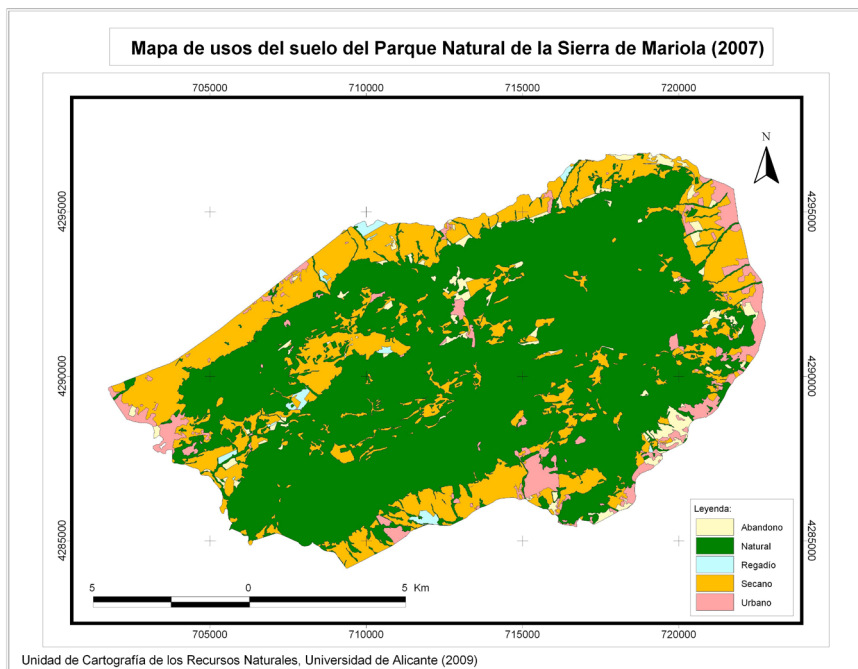 Mapa de usos del suelo del Parque Natural de la Sierra de Mariola (2007)
705000 710000 715000 720000
N
4295000 4295000
4290000 4290000
4285000 4285000
Leyenda:
Abandono
Natural
Regadío
Secano
Urbano
5 0 5 Km
705000 710000 715000 720000
Unidad de Cartografía de los Recursos Naturales, Universidad de Alicante (2009)